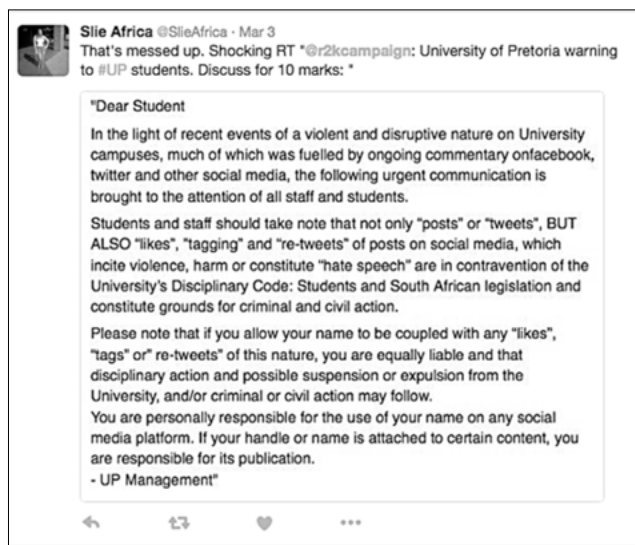 Slie Africa @SlieAfrica · Mar 3
That's messed up. Shocking RT "@r2kcampaign: University of Pretoria warning
to #UP students. Discuss for 10 marks: "
"Dear Student
In the light of recent events of a violent and disruptive nature on University
campuses, much of which was fuelled by ongoing commentary onfacebook,
twitter and other social media, the following urgent communication is
brought to the attention of all staff and students.
Students and staff should take note that not only "posts" or "tweets", BUT
ALSO "likes", "tagging" and "re-tweets" of posts on social media, which
incite violence, harm or constitute "hate speech" are in contravention of the
University's Disciplinary Code: Students and South African legislation and
constitute grounds for criminal and civil action.
Please note that if you allow your name to be coupled with any "likes",
"tags" or" re-tweets" of this nature, you are equally liable and that
disciplinary action and possible suspension or expulsion from the
University, and/or criminal or civil action may follow.
You are personally responsible for the use of your name on any social
media platform. If your handle or name is attached to certain content, you
are responsible for its publication.
- UP Management"